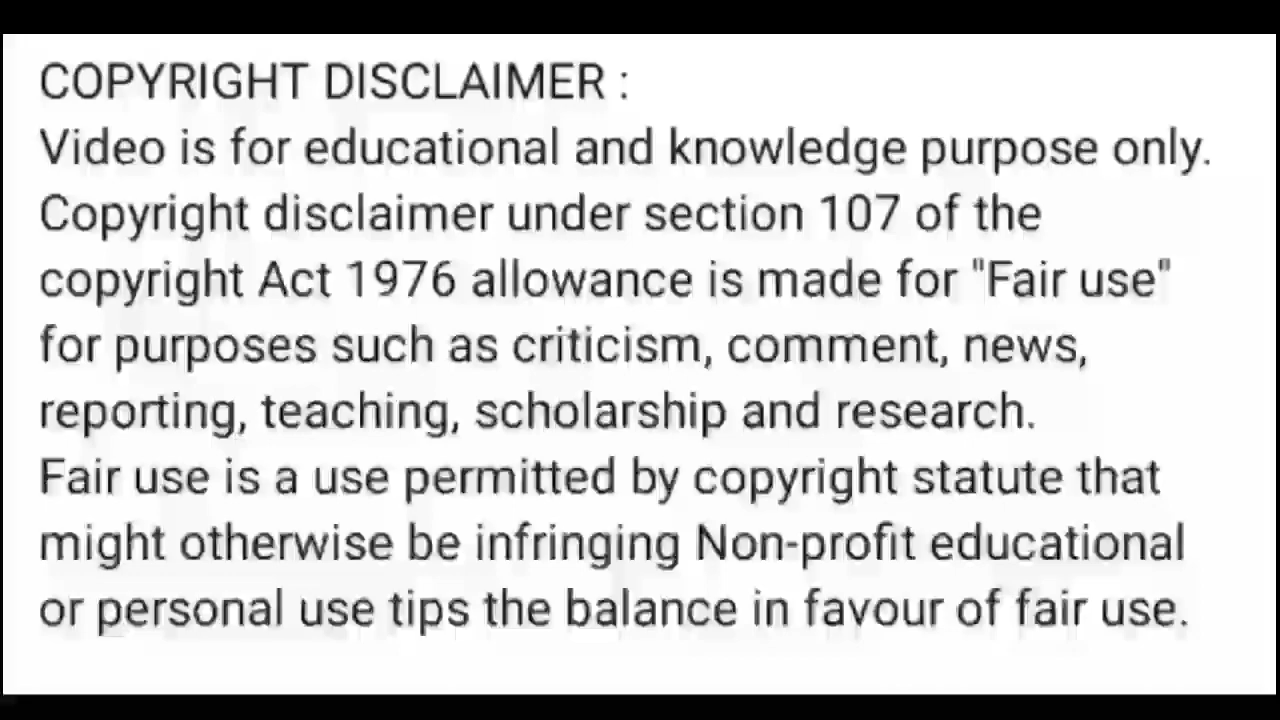 COPYRIGHT DISCLAIMER :
Video is for educational and knowledge purpose only.
Copyright disclaimer under section 107 of the
copyright Act 1976 allowance is made for "Fair use"
for purposes such as criticism, comment, news,
reporting, teaching, scholarship and research.
Fair use is a use permitted by copyright statute that
might otherwise be infringing Non-profit educational
or personal use tips the balance in favour of fair use.